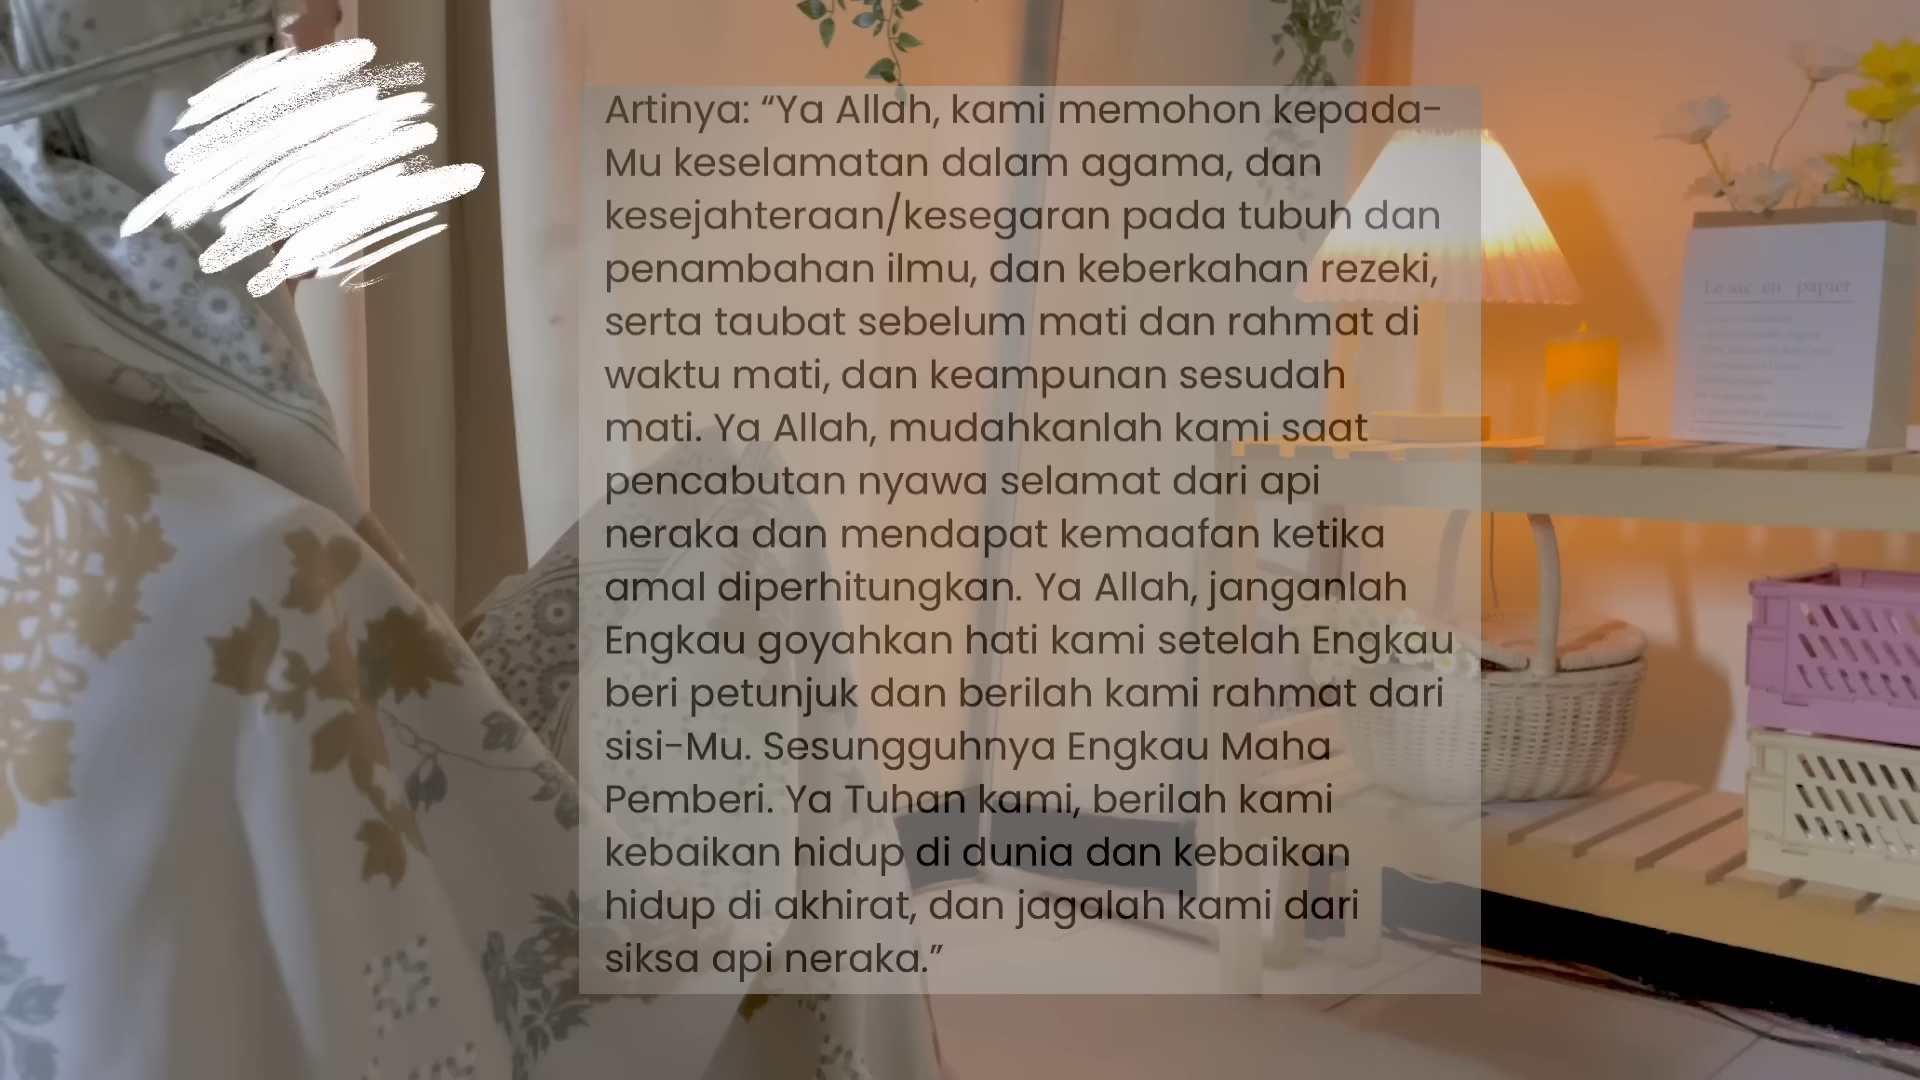 Artinya: “Ya Allah, kami memohon kepada-
Mu keselamatan dalam agama, dan
kesejahteraan/kesegaran pada tubuh dan
penambahan ilmu, dan keberkahan rezeki,
serta taubat sebelum mati dan rahmat di
waktu mati, dan keampunan sesudah
mati. Ya Allah, mudahkanlah kami saat
pencabutan nyawa selamat dari api
neraka dan mendapat kemaafan ketika
amal diperhitungkan. Ya Allah, janganlah
Engkau goyahkan hati kami setelah Engkau
beri petunjuk dan berilah kami rahmat dari
sisi-Mu. Sesungguhnya Engkau Maha
Pemberi. Ya Tuhan kami, berilah kami
kebaikan hidup di dunia dan kebaikan
hidup di akhirat, dan jagalah kami dari
siksa api neraka.”
Le sac en papier